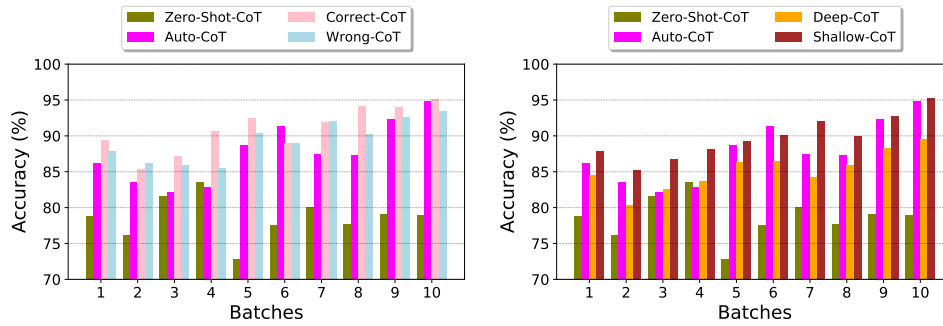 Zero-Shot-CoT Correct-CoT
Auto-CoT Wrong-CoT
100
95
90
85
80
75
70
Accuracy (%)
1 2 3 4 5 6 7 8 9 10
Batches
Zero-Shot-CoT Deep-CoT
Auto-CoT Shallow-CoT
100
95
90
85
80
75
70
Accuracy (%)
1 2 3 4 5 6 7 8 9 10
Batches